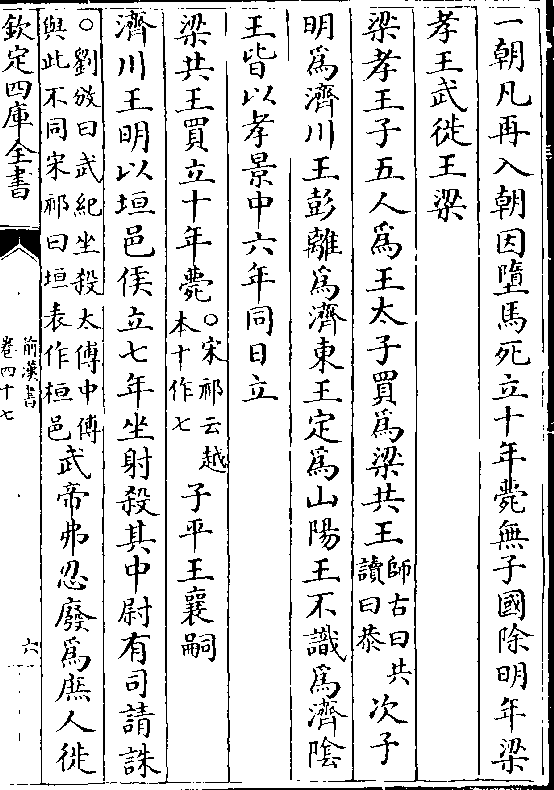 一朝凡再入朝因墮馬死立十年薨無子國除明年梁
孝王武徙王梁
梁孝王子五人為王太子買為梁共王師古曰共讀曰恭次子
明為濟川王彭離為濟東王定為山陽王不識為濟隂
王皆以孝景中六年同日立
梁共王買立十年薨○宋祁云越本十作七子平王襄嗣
濟川王明以垣邑侯立七年坐射殺其中尉有司請誅
○劉攽曰武紀坐殺太傅中傅與此不同宋祁曰垣表作桓邑武帝弗忍廢為庶人徙
欽定四庫全書
前漢書
卷四十七
六